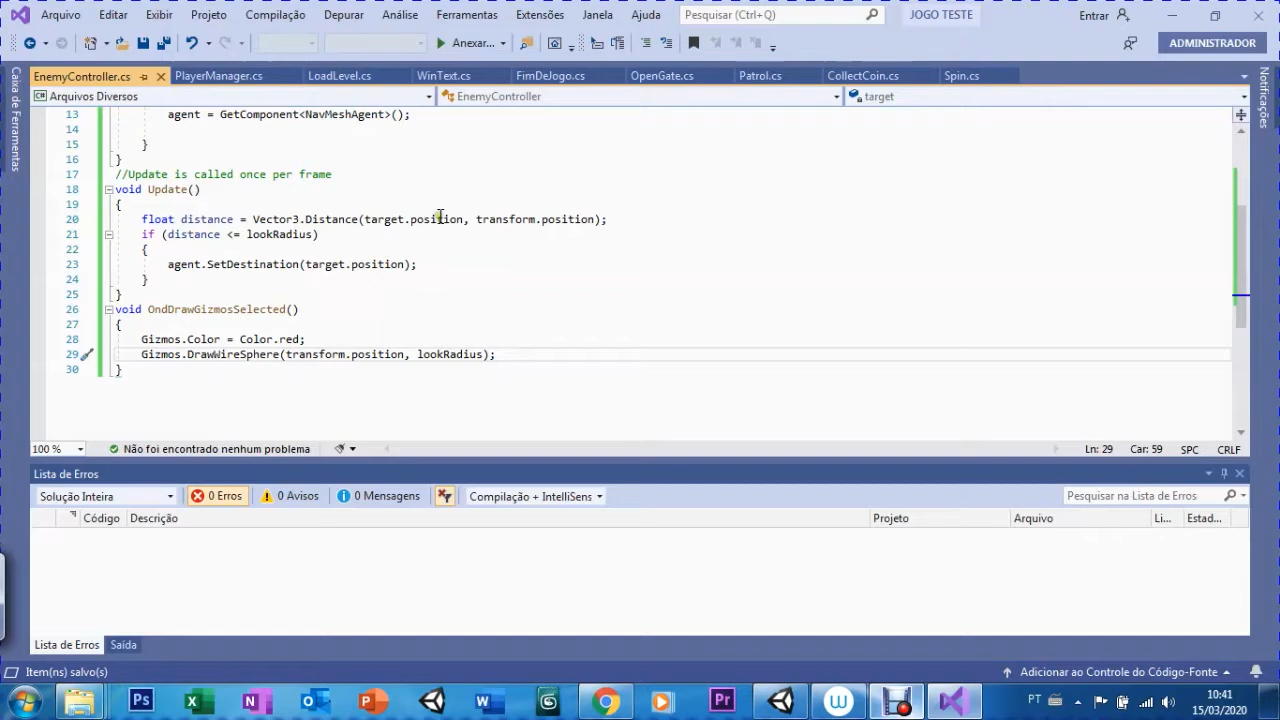 Arquivo Editar Exibir Projeto Compilação Depurar Análise Ferramentas Extensões Janela Ajuda Pesquisar (Ctrl+Q) JOGO TESTE Entrar
Anexar... ADMINISTRADOR
EnemyController.cs PlayerManager.cs LoadLevel.cs WinText.cs FimDeJogo.cs OpenGate.cs Patrol.cs CollectCoin.cs Spin.cs
Arquivos Diversos EnemyController target
Caixa de Ferramentas
Notificações
13 agent = GetComponent<NavMeshAgent>();
14
15 }
16 }
17 //Update is called once per frame
18 void Update()
19 {
20 float distance = Vector3.Distance(target.position, transform.position);
21 if (distance <= lookRadius)
22 {
23 agent.SetDestination(target.position);
24 }
25 }
26 void OndDrawGizmosSelected()
27 {
28 Gizmos.Color = Color.red;
29 Gizmos.DrawWireSphere(transform.position, lookRadius);
30 }
100 % Não foi encontrado nenhum problema Ln: 29 Car: 59 SPC CRLF
Lista de Erros
Solução Inteira 0 Erros 0 Avisos 0 Mensagens Compilação + IntelliSens Pesquisar na Lista de Erros
Código Descrição Projeto Arquivo Li... Estad...
Lista de Erros Saída
Item(ns) salvo(s) Adicionar ao Controle do Código-Fonte
Ps X N O P W G W Pr PT 10:41
15/03/2020